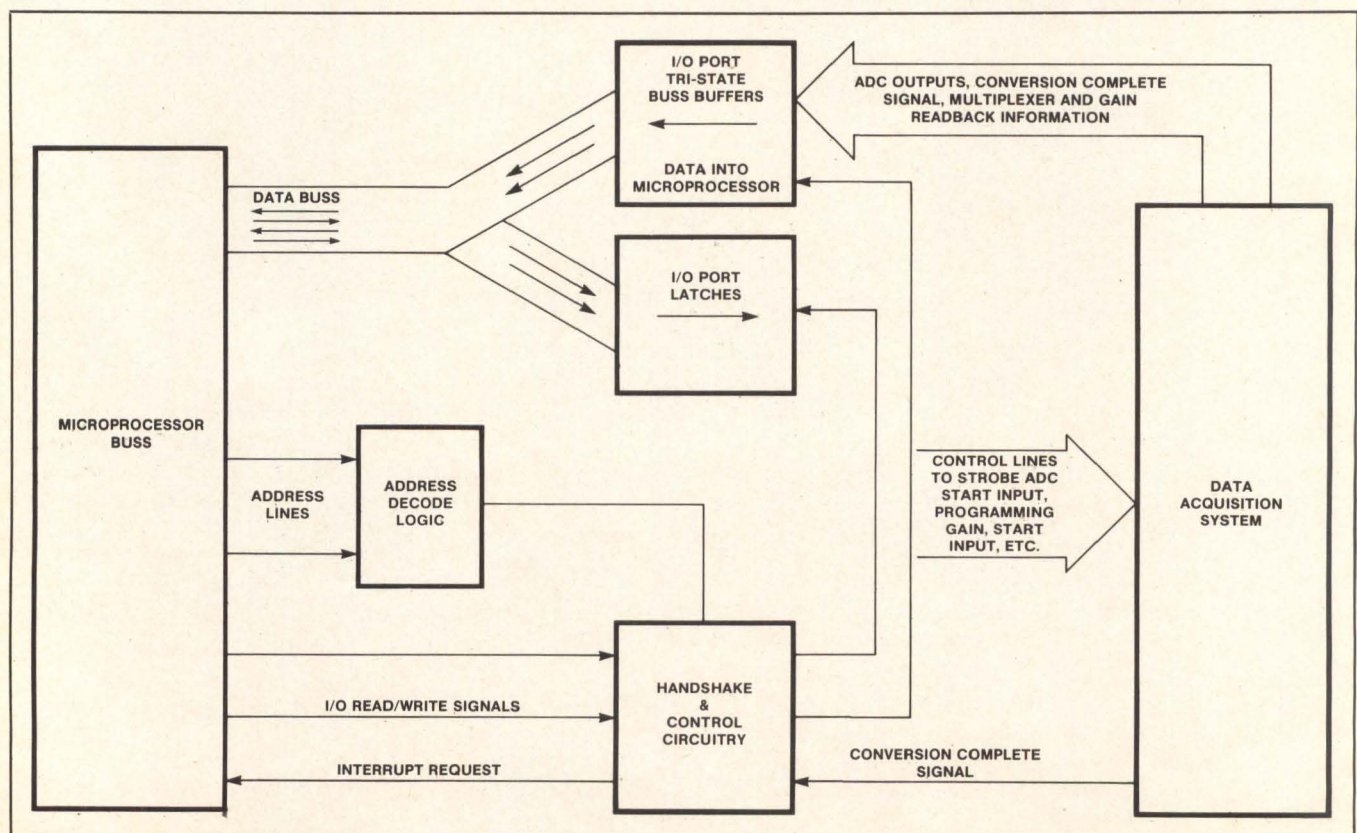 I/O PORT
TRI-STATE
BUSS BUFFERS
DATA INTO
MICROPROCESSOR
ADC OUTPUTS, CONVERSION COMPLETE
SIGNAL, MULTIPLEXER AND GAIN
READBACK INFORMATION
DATA BUSS
I/O PORT
LATCHES
MICROPROCESSOR
BUSS
ADDRESS
LINES
ADDRESS
DECODE
LOGIC
CONTROL LINES
TO STROBE ADC
START INPUT,
PROGRAMMING
GAIN, START
INPUT, ETC.
DATA
ACQUISITION
SYSTEM
I/O READ/WRITE SIGNALS
HANDSHAKE
&
CONTROL
CIRCUITRY
INTERRUPT REQUEST
CONVERSION COMPLETE
SIGNAL